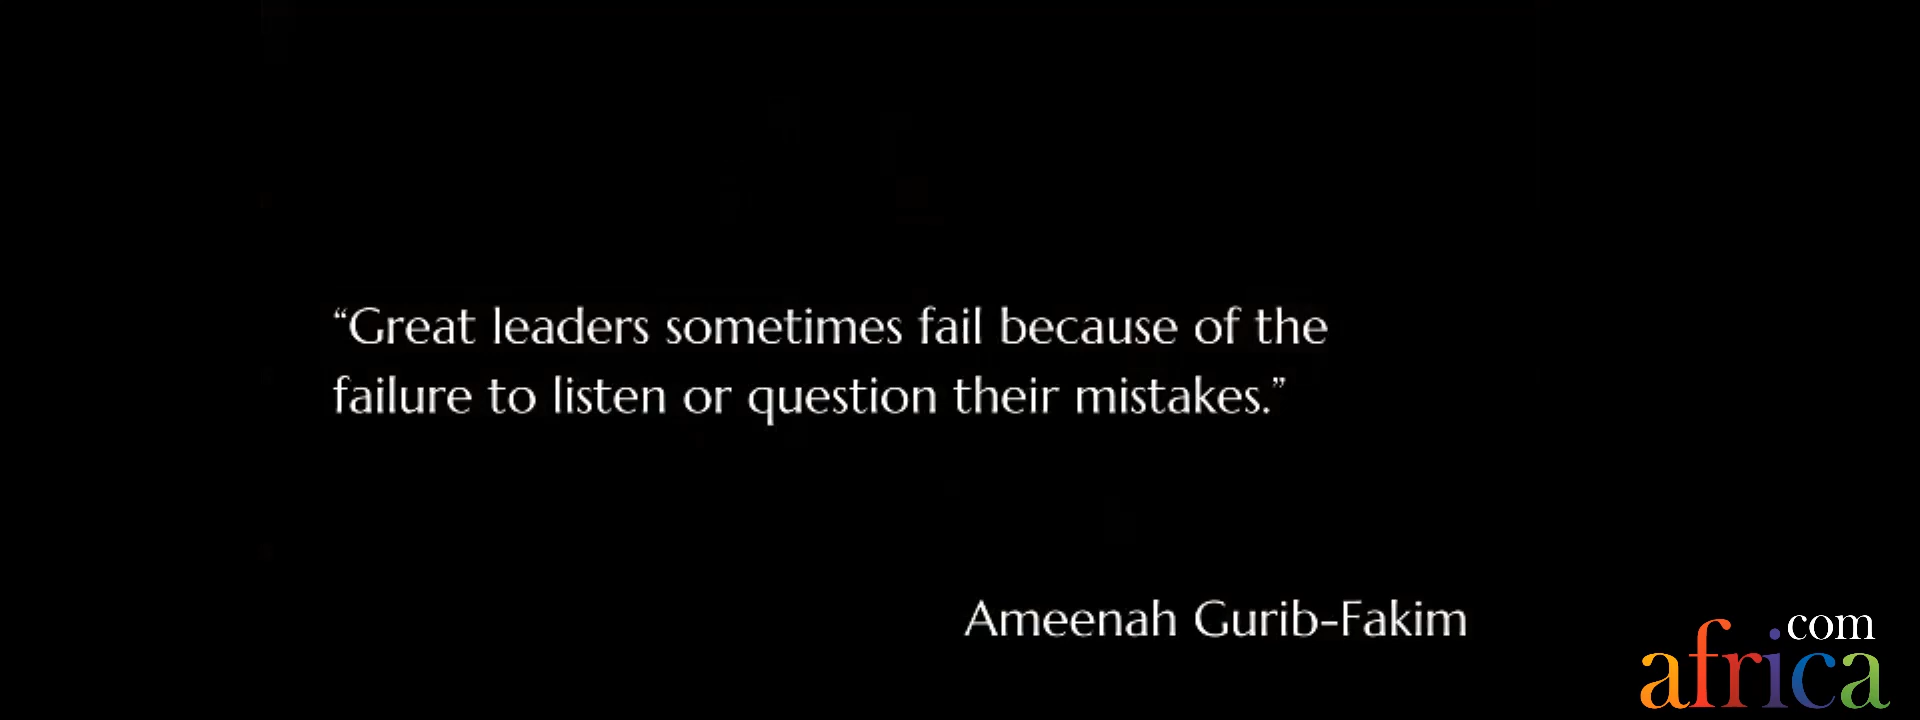 “Great leaders sometimes fail because of the
failure to listen or question their mistakes.”
Ameenah Gurib-Fakim
com
africa